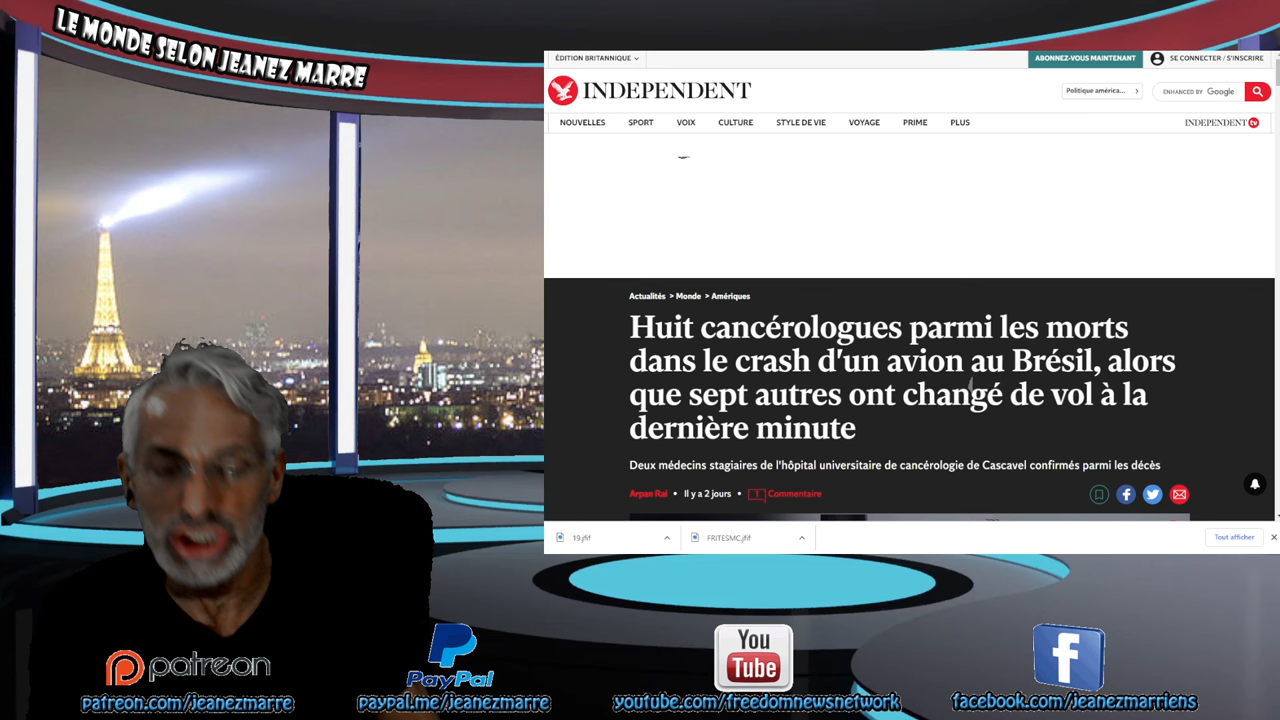 LE MONDE SELON JEANEZ MARRE
ÉDITION BRITANNIQUE
ABONNEZ-VOUS MAINTENANT
SE CONNECTER / S'INSCRIRE
INDEPENDENT
Politique américa...
ENHANCED BY Google
NOUVELLES SPORT VOIX CULTURE STYLE DE VIE VOYAGE PRIME PLUS
INDEPENDENT tv
Actualités > Monde > Amériques
Huit cancérologues parmi les morts
dans le crash d'un avion au Brésil, alors
que sept autres ont changé de vol à la
dernière minute
Deux médecins stagiaires de l'hôpital universitaire de cancérologie de Cascavel confirmés parmi les décès
Arpan Rai • Il y a 2 jours • 1 Commentaire
19.jfif
FRITESMC.jfif
Tout afficher
patreon
PayPal
You
Tube
patreon.com/jeanezmarre
paypal.me/jeanezmarre
youtube.com/freedomnewsnetwork
facebook.com/jeanezmarriens